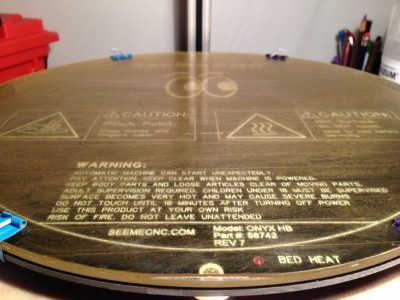 CAUTION:
Pinch Point.
CAUTION:
WARNING:
AUTOMATIC MACHINE CAN START UNEXPECTEDLY.
PAY ATTENTION. KEEP CLEAR WHEN MACHINE IS POWERED.
KEEP BODY PARTS AND LOOSE ARTICLES CLEAR OF MOVING PARTS.
ADULT SUPERVISION REQUIRED. CHILDREN UNDER 18 MUST BE SUPERVISED
SURFACE BECOMES VERY HOT AND MAY CAUSE SEVERE BURNS
DO NOT TOUCH UNTIL 10 MINUTES AFTER TURNING OFF POWER
USE THIS PRODUCT AT YOUR OWN RISK
RISK OF FIRE. DO NOT LEAVE UNATTENDED
SEEMECNC.COM
Model: ONYX HB
Part #: 58742
REV 7
BED HEAT